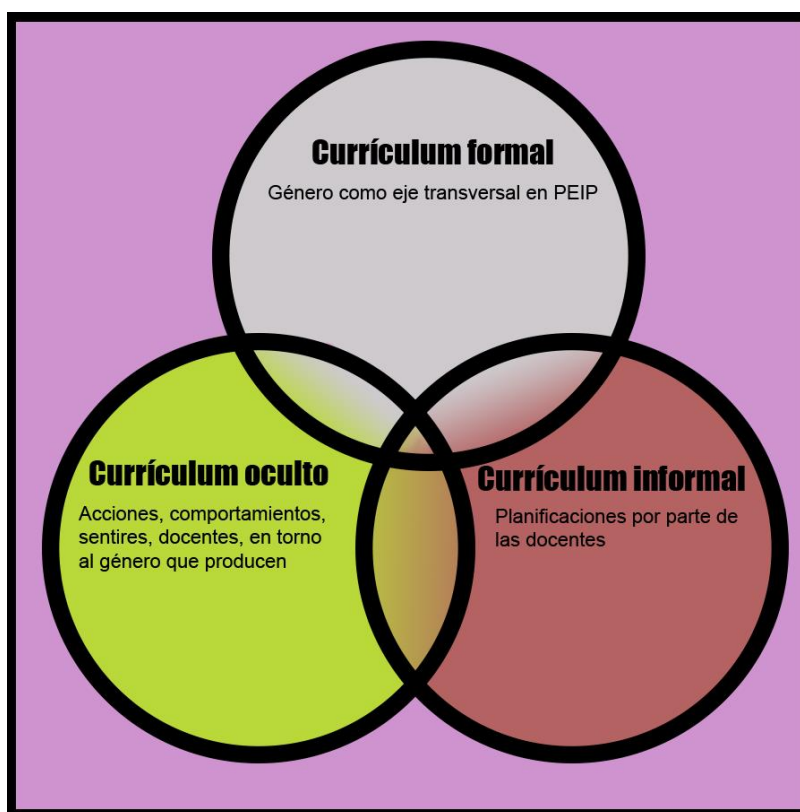 Currículum formal
Género como eje transversal en PEIP
Currículum oculto
Acciones, comportamientos,
sentires, docentes, en torno
al género que producen
Currículum informal
Planificaciones por parte de
las docentes